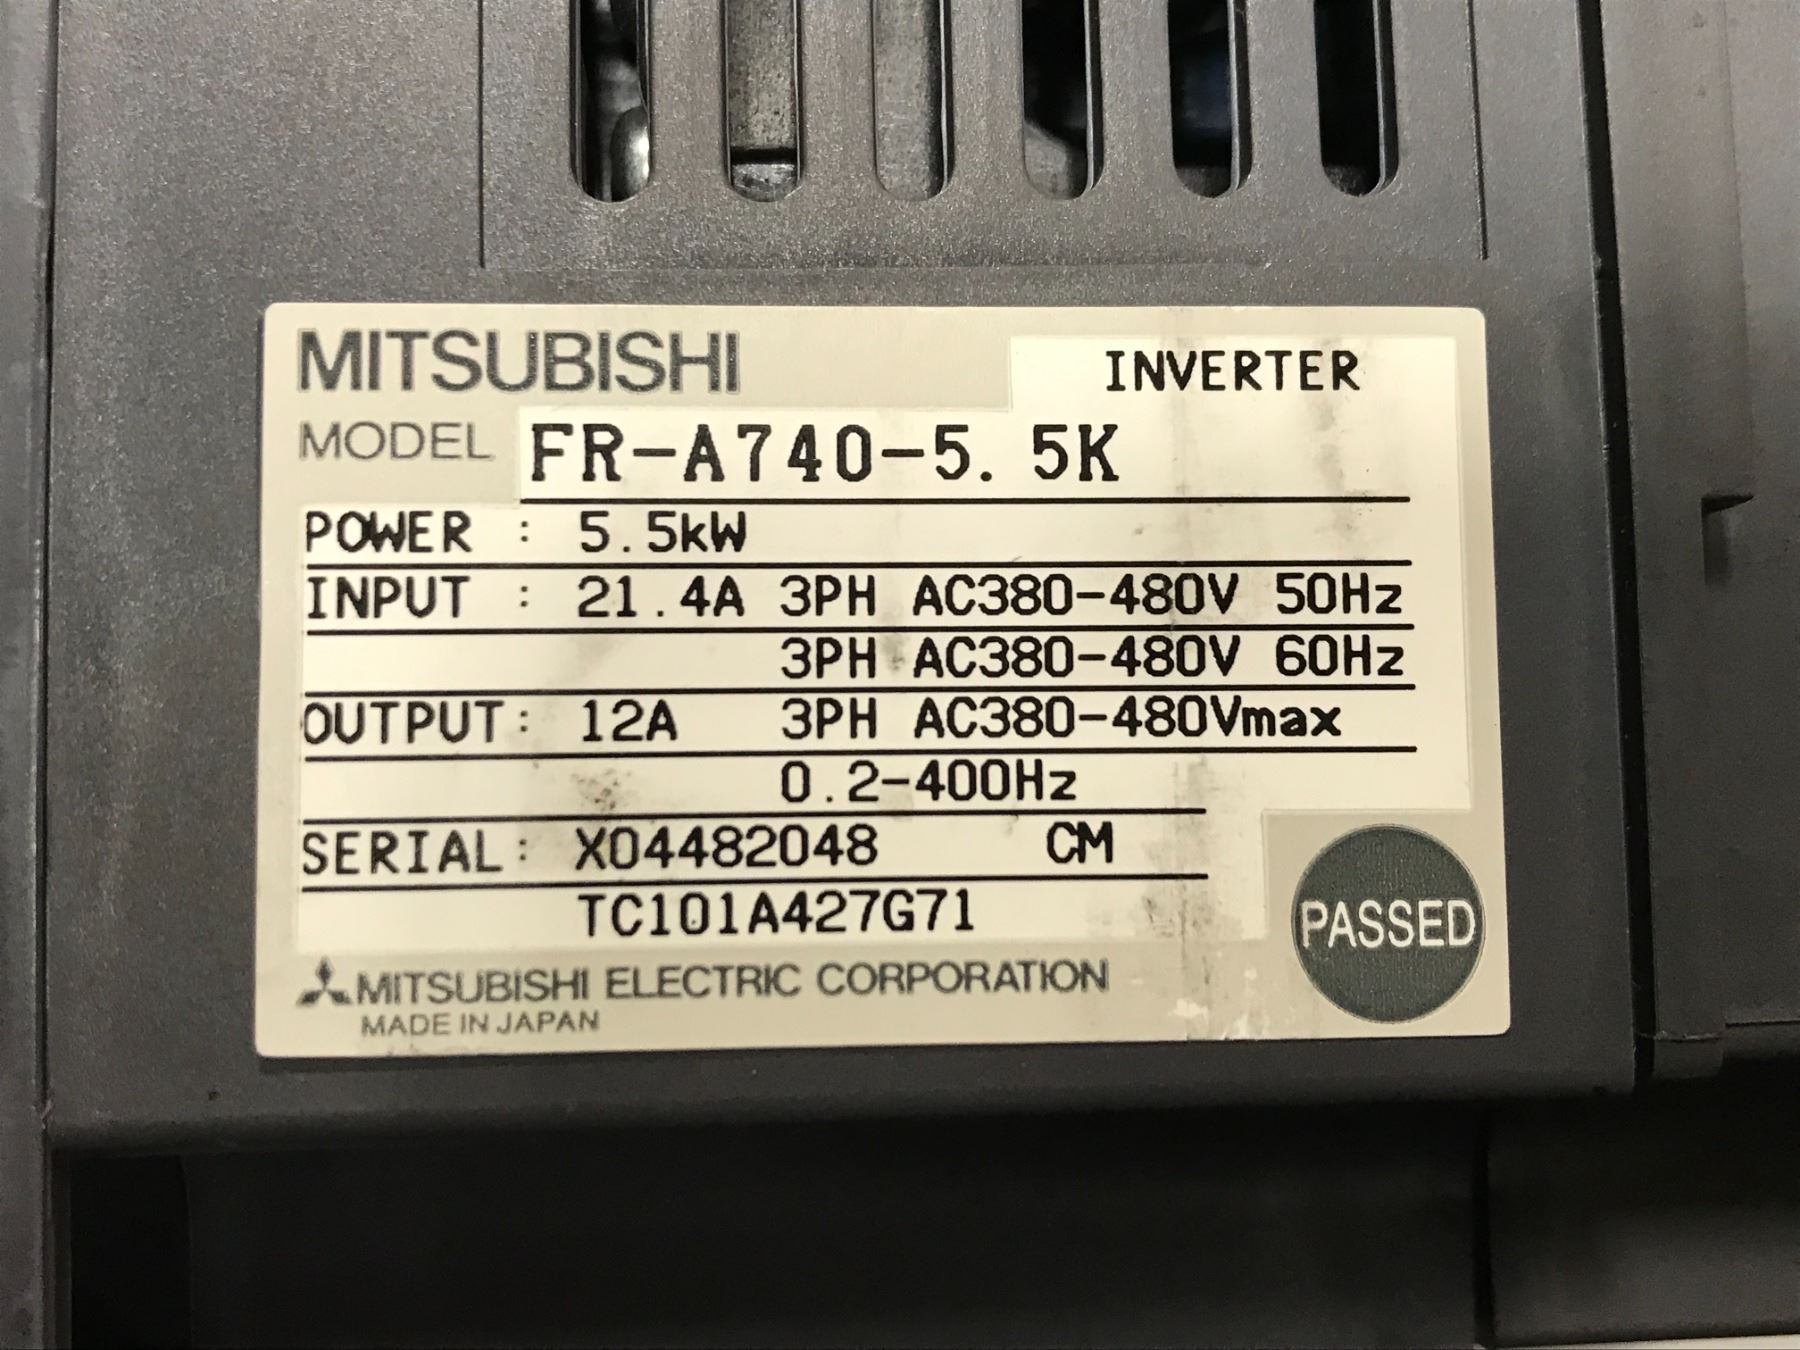 MITSUBISHI INVERTER
MODEL FR-A740-5. 5K
POWER : 5.5kW
INPUT : 21.4A 3PH AC380-480V 50Hz
3PH AC380-480V 60Hz
OUTPUT: 12A 3PH AC380-480Vmax
0.2-400Hz
SERIAL: X04482048 CM
TC101A427G71
PASSED
MITSUBISHI ELECTRIC CORPORATION
MADE IN JAPAN